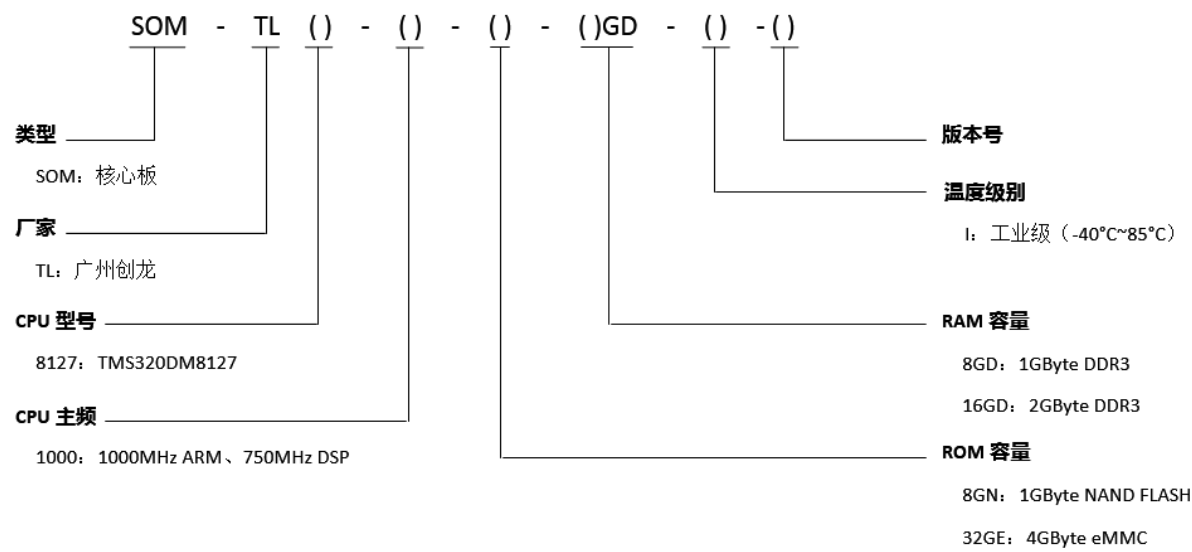 SOM - TL () - () - () - ()GD - () - ()
类型
SOM：核心板
厂家
TL：广州创龙
CPU 型号
8127：TMS320DM8127
CPU 主频
1000：1000MHz ARM、750MHz DSP
版本号
温度级别
I：工业级（-40°C~85°C）
RAM 容量
8GD：1GByte DDR3
16GD：2GByte DDR3
ROM 容量
8GN：1GByte NAND FLASH
32GE：4GByte eMMC